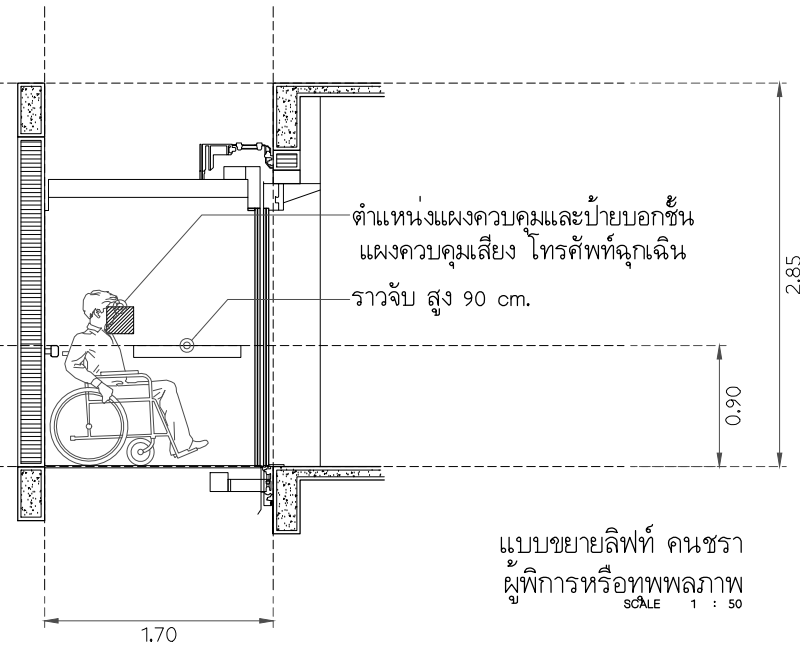 ตำแหน่งแผงควบคุมและป้ายบอกชั้น
แผงควบคุมเสียง โทรศัพท์ฉุกเฉิน
ราวจับ สูง 90 cm.
2.85
0.90
แบบขยายลิฟท์ คนชรา
ผู้พิการหรือทุพพลภาพ
SCALE 1 : 50
1.70